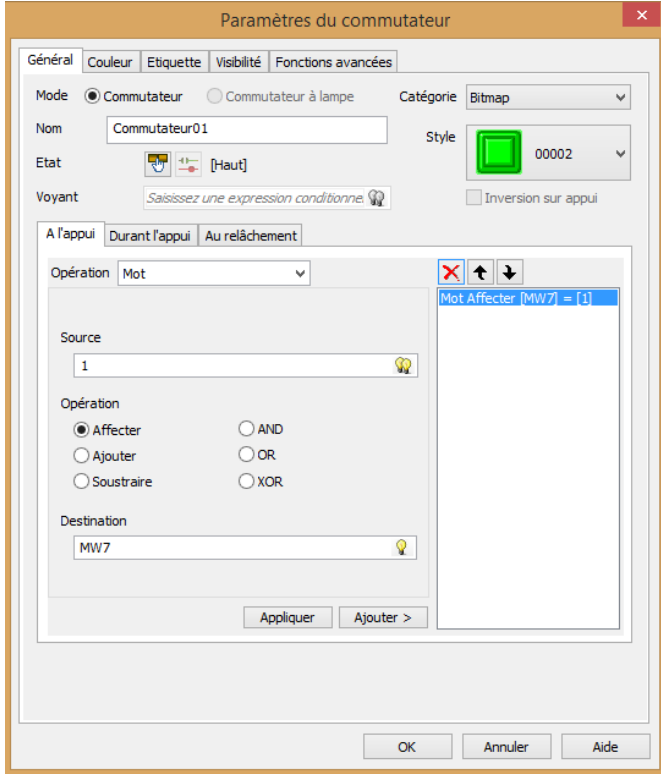 Paramètres du commutateur
Général Couleur Etiquette Visibilité Fonctions avancées
Mode Commutateur Commutateur à lampe Catégorie Bitmap
Nom Commutateur01 Style 00002
Etat [Haut]
Voyant Saisissez une expression conditionne. Inversion sur appui
A l'appui Durant l'appui Au relâchement
Opération Mot
Mot Affecter [MW7] = [1]
Source
1
Opération
Affecter AND
Ajouter OR
Soustraire XOR
Destination
MW7
Appliquer Ajouter >
OK Annuler Aide